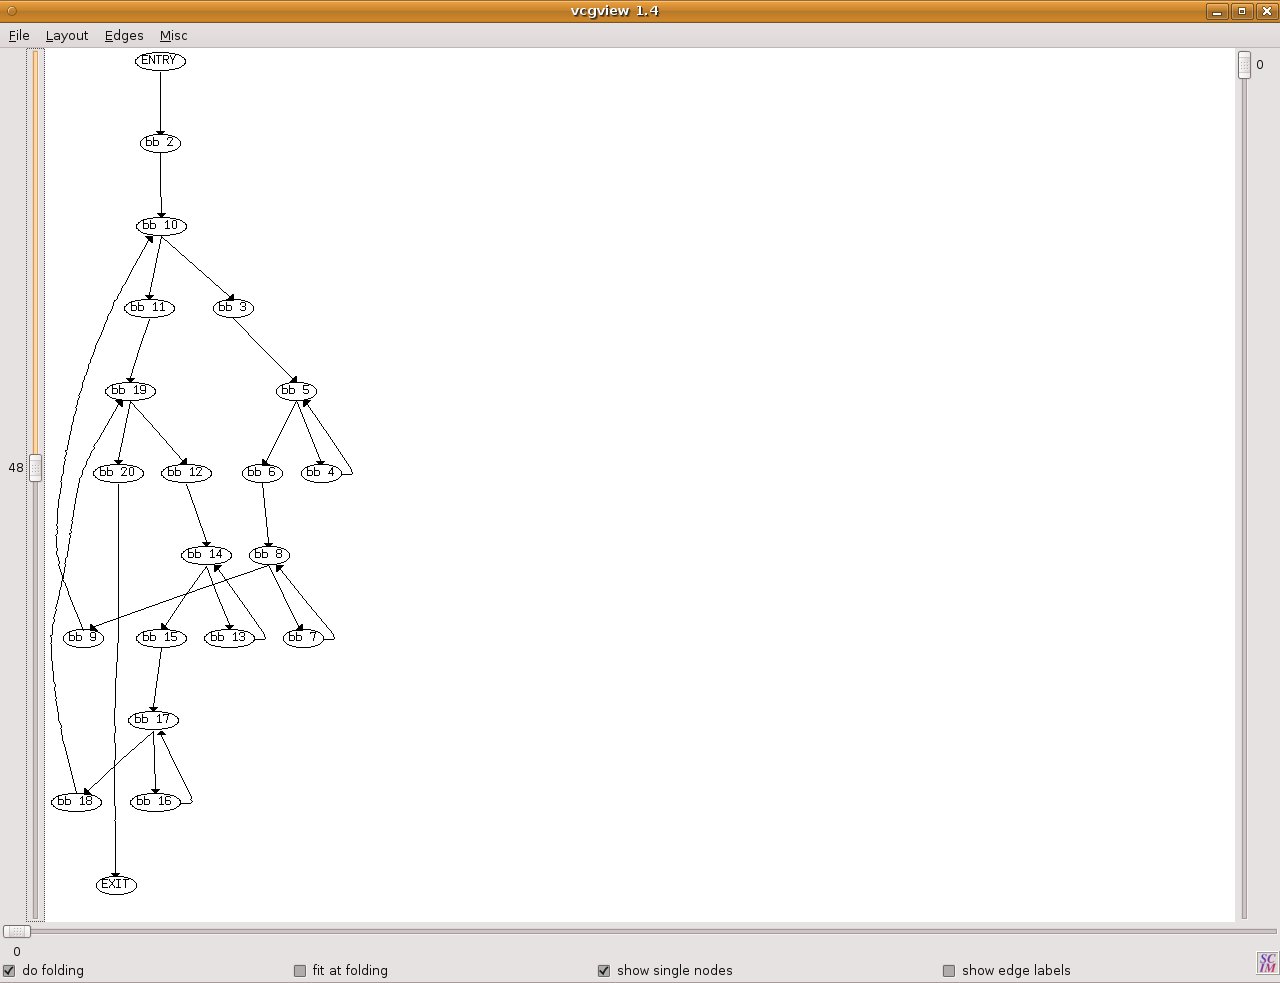 vcgview 1.4
File Layout Edges Misc
ENTRY
0
bb 2
bb 10
bb 11 bb 3
bb 19 bb 5
48
bb 20 bb 12 bb 6 bb 4
bb 14 bb 8
bb 9 bb 15 bb 13 bb 7
bb 17
bb 18 bb 16
EXIT
0
do folding fit at folding show single nodes show edge labels
SC
IM